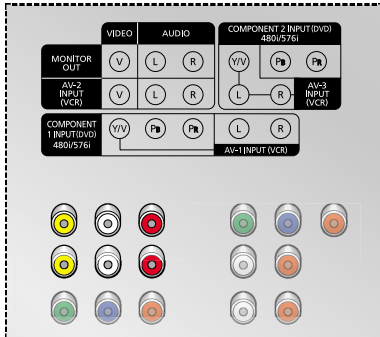 VIDEO AUDIO
COMPONENT 2 INPUT(DVD)
480i/576i
MONITOR
OUT
V L R Y/V PB PR
AV-2
INPUT
(VCR)
V L R L R
AV-3
INPUT
(VCR)
COMPONENT
1 INPUT(DVD)
480i/576i
Y/V PB PR L R
AV-1 INPUT (VCR)